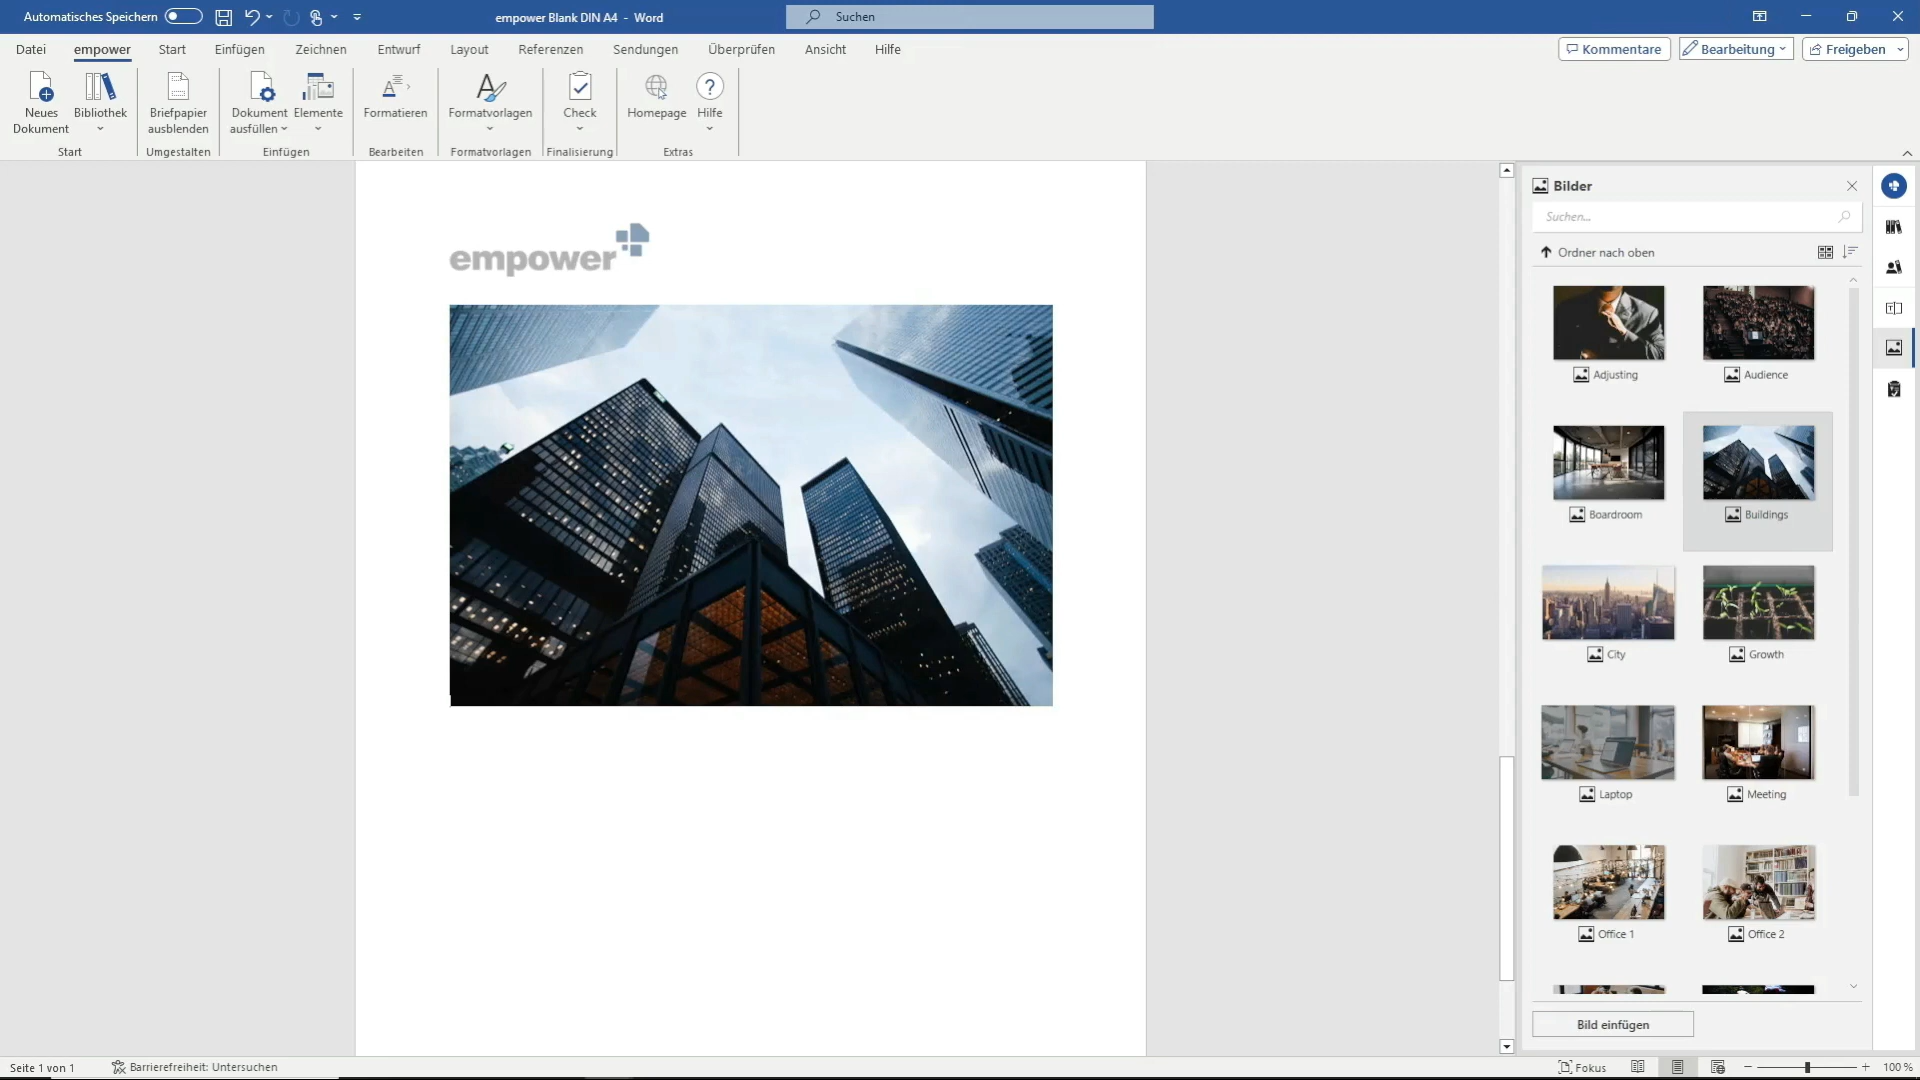 Automatisches Speichern
empower Blank DIN A4 - Word
Suchen
Datei
empower
Start
Einfügen
Zeichnen
Entwurf
Layout
Referenzen
Sendungen
Überprüfen
Ansicht
Hilfe
Kommentare
Bearbeitung
Freigeben
Neues
Dokument
Bibliothek
Start
Briefpapier
ausblenden
Umgestalten
Dokument
ausfüllen
Elemente
Einfügen
Formatieren
Bearbeiten
Formatvorlagen
Formatvorlagen
Check
Finalisierung
Homepage
Hilfe
Extras
empower
Bilder
Suchen...
Ordner nach oben
Adjusting
Audience
Boardroom
Buildings
City
Growth
Laptop
Meeting
Office 1
Office 2
Bild einfügen
Seite 1 von 1
Barrierefreiheit: Untersuchen
Fokus
100 %